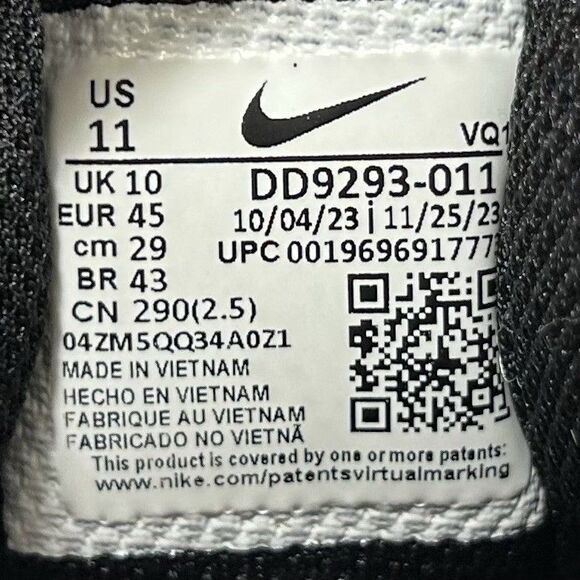 US
11
VQ1
UK 10
DD9293-011
EUR 45
10/04/23 | 11/25/23
cm 29
UPC 00196969177773
BR 43
CN 290(2.5)
04ZM5QQ34A0Z1
MADE IN VIETNAM
HECHO EN VIETNAM
FABRIQUE AU VIETNAM
FABRICADO NO VIETNÃ
This product is covered by one or more patents:
www.nike.com/patentsvirtualmarking